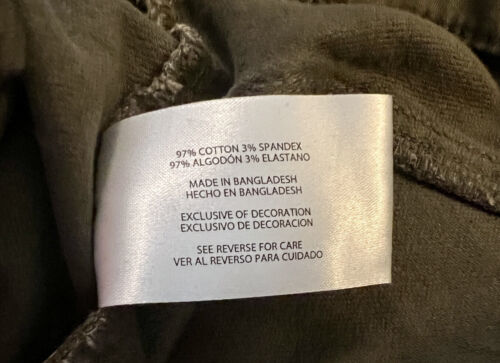 97% COTTON 3% SPANDEX
97% ALGODÓN 3% ELASTANO
MADE IN BANGLADESH
HECHO EN BANGLADESH
EXCLUSIVE OF DECORATION
EXCLUSIVO DE DECORACION
SEE REVERSE FOR CARE
VER AL REVERSO PARA CUIDADO